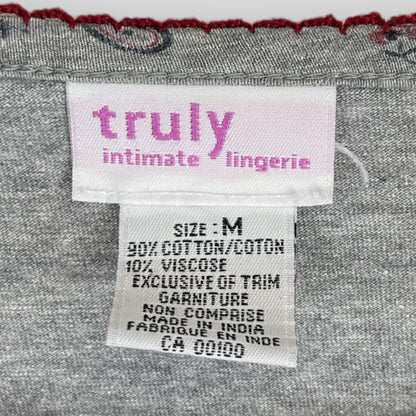 truly
intimate lingerie
SIZE: M
90% COTTON/COTON
10% VISCOSE
EXCLUSIVE OF TRIM
GARNITURE
NON COMPRISE
MADE IN INDIA
FABRIQUE EN INDE
CA 00100